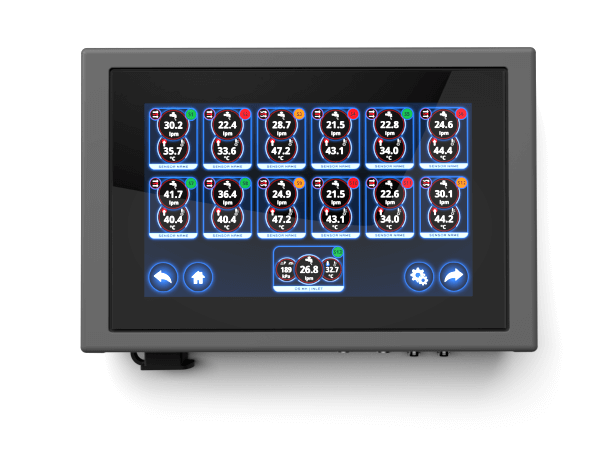 30.2 22.4 28.7 21.5 22.8 24.6
lpm lpm lpm lpm lpm lpm
35.7 33.6 47.2 43.1 34.0 44.4
°C °C °C °C °C °C
SENSOR NAME SENSOR NAME SENSOR NAME SENSOR NAME SENSOR NAME SENSOR NAME
41.7 36.4 24.9 21.5 22.6 30.1
lpm lpm lpm lpm lpm lpm
40.4 40.4 47.2 43.1 34.0 44.2
°C °C °C °C °C °C
SENSOR NAME SENSOR NAME SENSOR NAME SENSOR NAME SENSOR NAME SENSOR NAME
189 26.8 32.7
kPa lpm °C
INLET